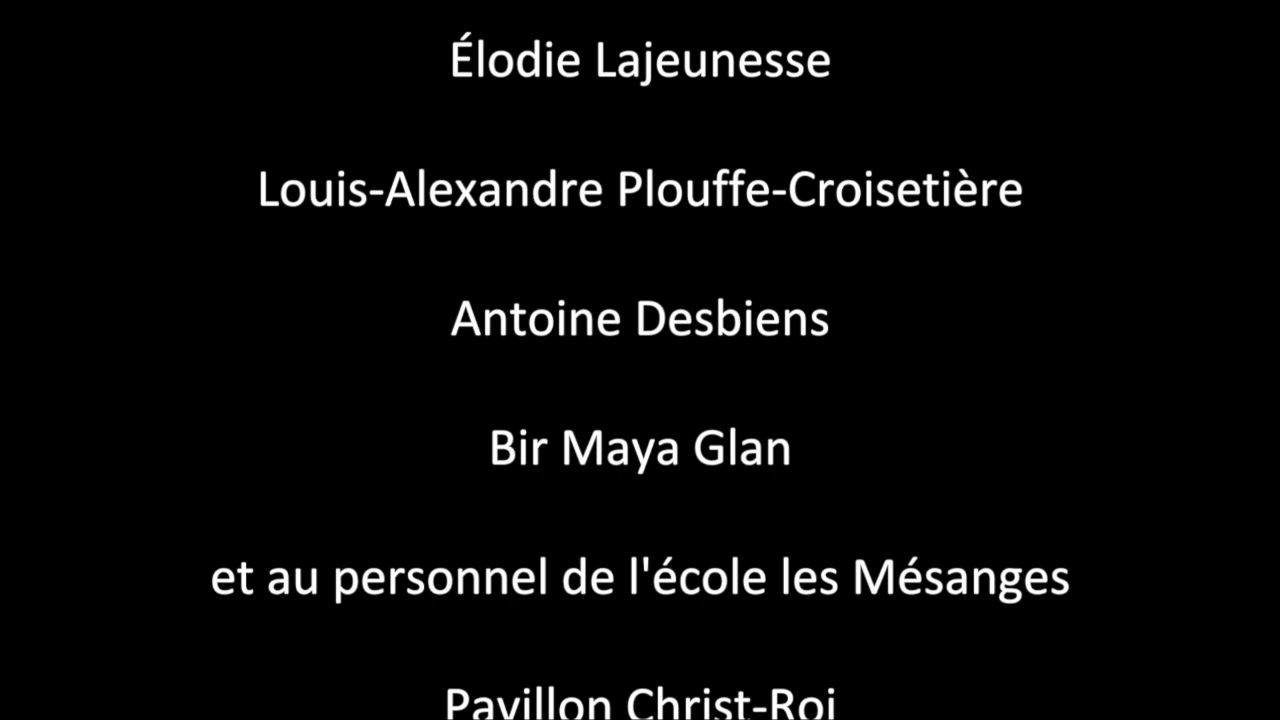 Élodie Lajeunesse
Louis-Alexandre Plouffe-Croisetière
Antoine Desbiens
Bir Maya Glan
et au personnel de l'école les Mésanges
Pavillon Christ-Roi